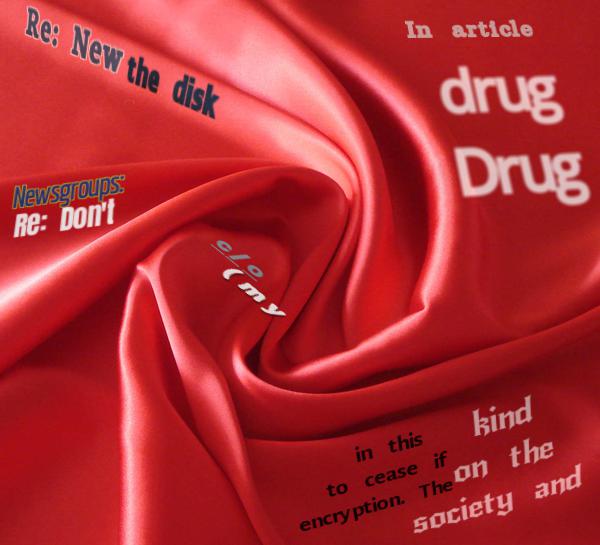 Re: New
the disk
In article
drug
Drug
Newsgroups:
Re: Don't
c/o
(my
in this
to cease if
encryption. The
kind
on the
society and